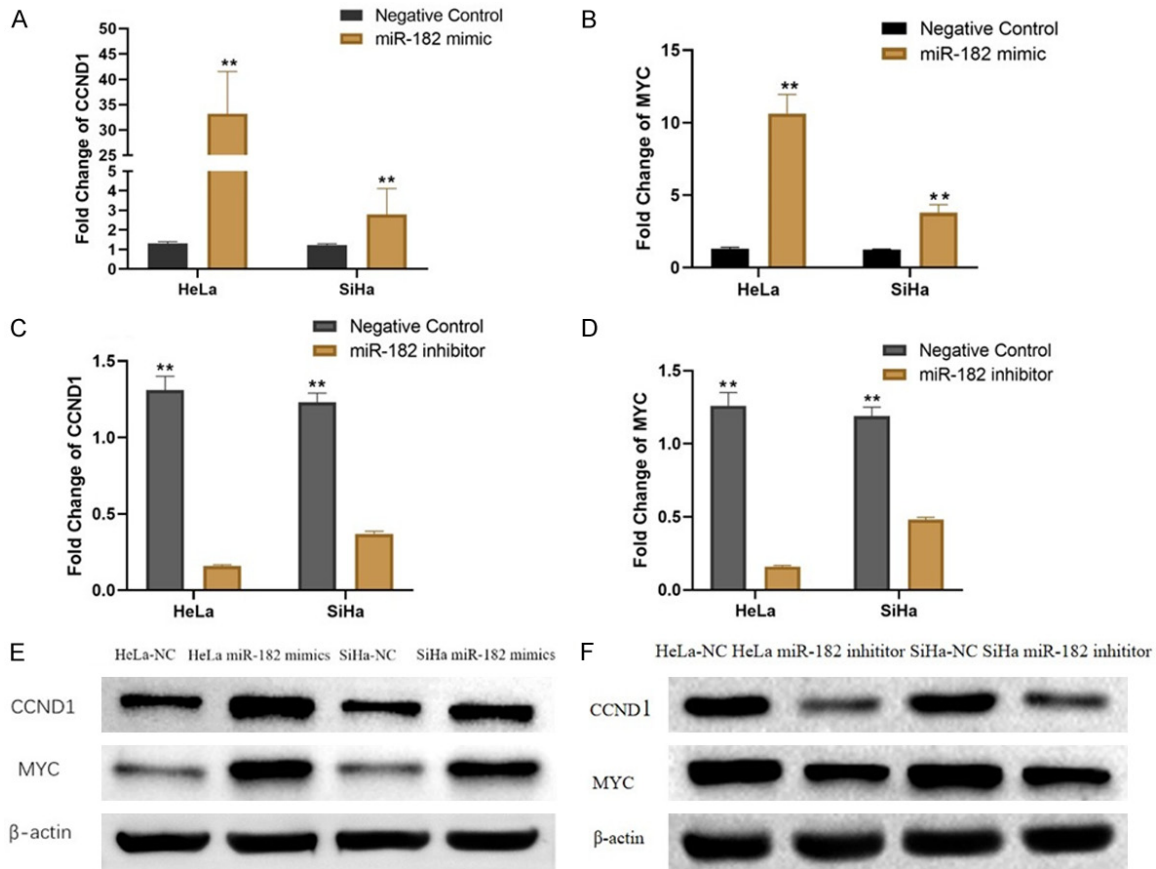 A
Negative Control
miR-182 mimic
Fold Change of CCND1
50
45
40
35
30
25
5
4
3
2
1
0
**
**
HeLa SiHa
B
Negative Control
miR-182 mimic
Fold Change of MYC
15
10
5
0
**
**
HeLa SiHa
C
Negative Control
miR-182 inhibitor
Fold Change of CCND1
1.5
1.0
0.5
0.0
**
**
HeLa SiHa
D
Negative Control
miR-182 inhibitor
Fold Change of MYC
1.5
1.0
0.5
0.0
**
**
HeLa SiHa
E
HeLa-NC HeLa miR-182 mimics SiHa-NC SiHa miR-182 mimics
CCND1
MYC
β-actin
F
HeLa-NC HeLa miR-182 inhititor SiHa-NC SiHa miR-182 inhititor
CCND1
MYC
β-actin